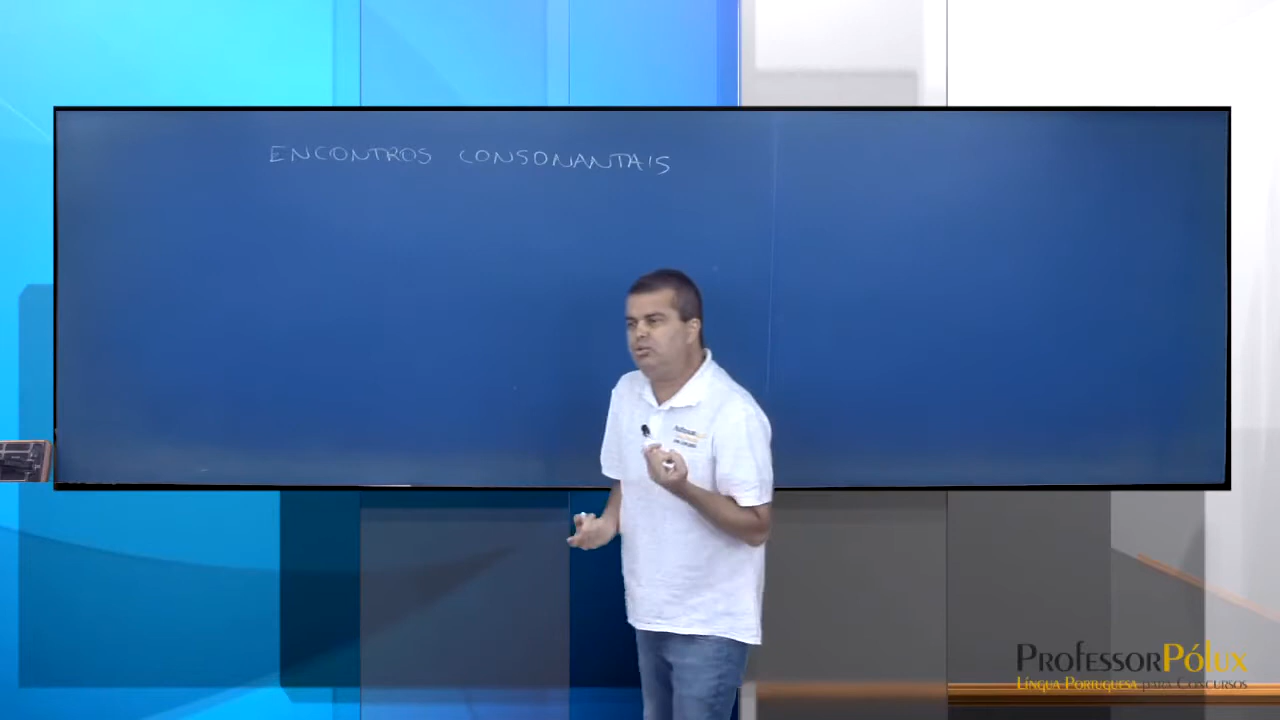 ENCONTROS CONSONANTAIS
PROFESSORPÓLUX
LÍNGUA PORTUGUESA PARA CONCURSOS